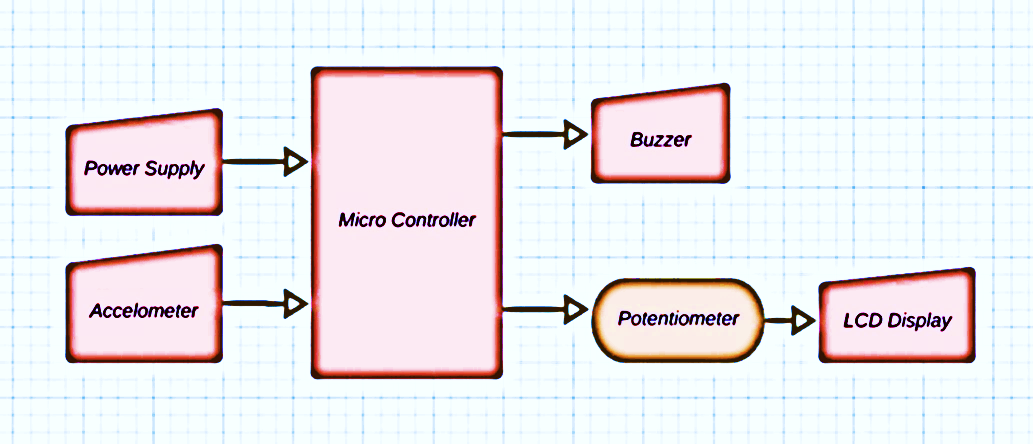 Power Supply
Accelometer
Micro Controller
Buzzer
Potentiometer
LCD Display